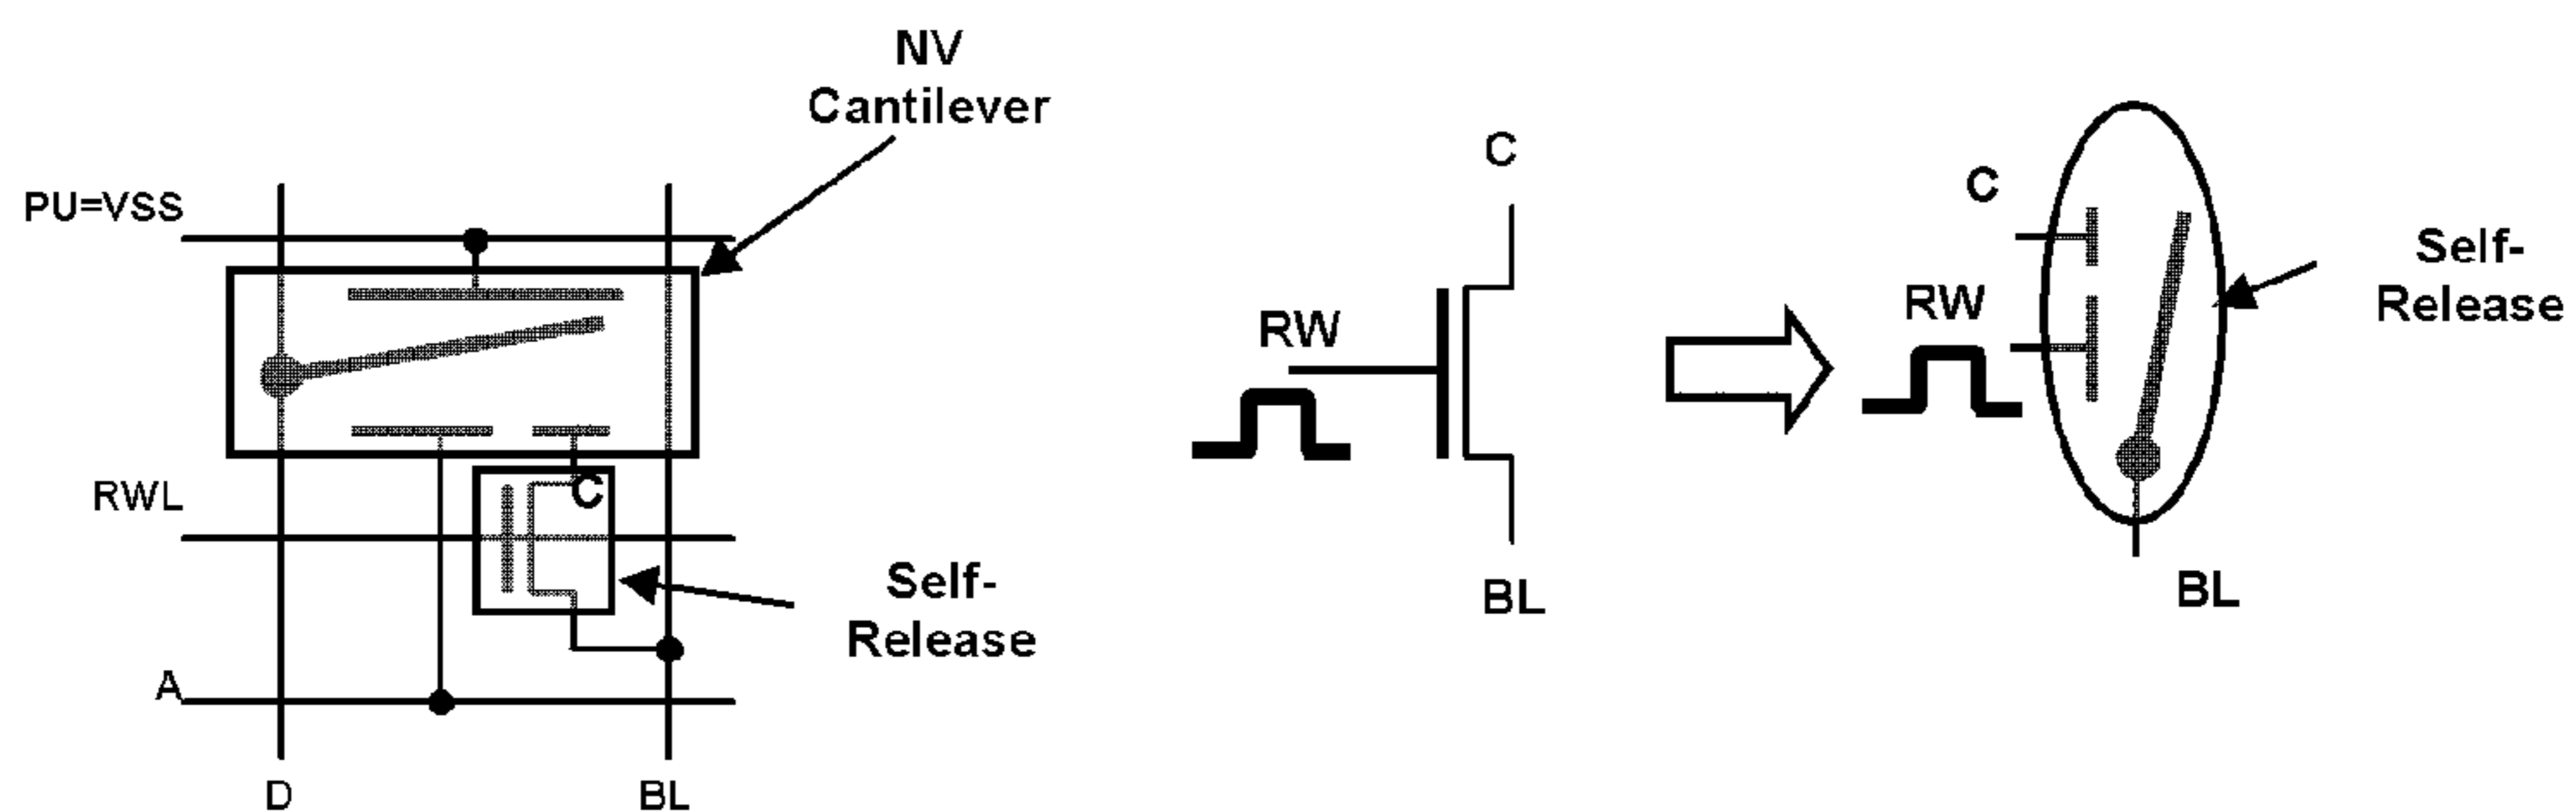 NV
Cantilever
PU=VSS
C
RWL
Self-
Release
A
D
BL
C
RW
BL
C
RW
Self-
Release
BL